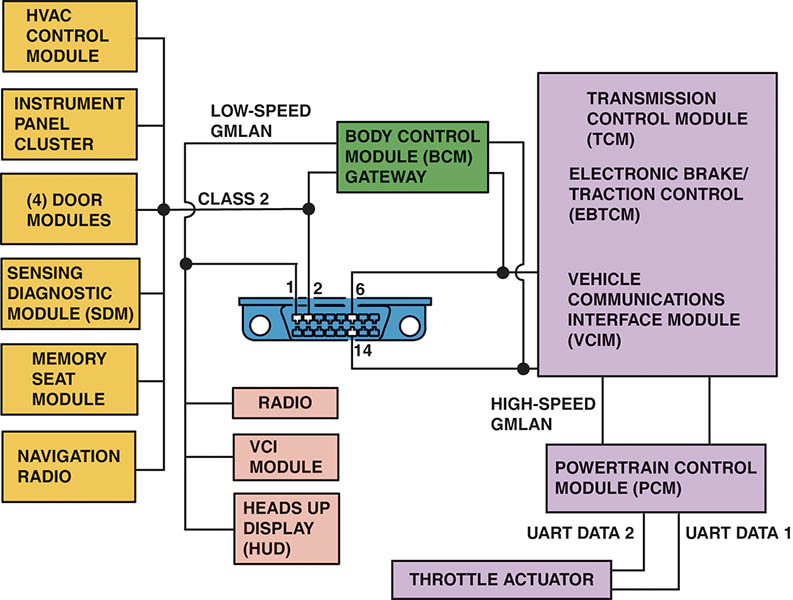 HVAC
CONTROL
MODULE
INSTRUMENT
PANEL
CLUSTER
(4) DOOR
MODULES
SENSING
DIAGNOSTIC
MODULE (SDM)
MEMORY
SEAT
MODULE
NAVIGATION
RADIO
LOW-SPEED
GMLAN
CLASS 2
BODY CONTROL
MODULE (BCM)
GATEWAY
1
2
6
14
RADIO
VCI
MODULE
HEADS UP
DISPLAY
(HUD)
TRANSMISSION
CONTROL MODULE
(TCM)
ELECTRONIC BRAKE/
TRACTION CONTROL
(EBTCM)
VEHICLE
COMMUNICATIONS
INTERFACE MODULE
(VCIM)
HIGH-SPEED
GMLAN
POWERTRAIN CONTROL
MODULE (PCM)
UART DATA 2
UART DATA 1
THROTTLE ACTUATOR